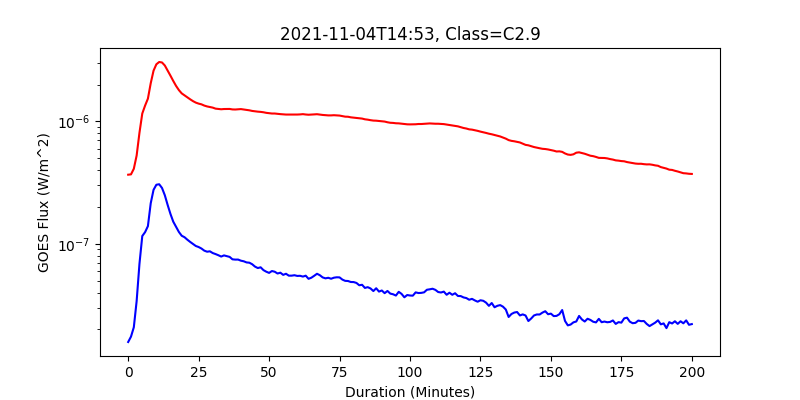 2021-11-04T14:53, Class=C2.9
GOES Flux (W/m^2)
10⁻⁶
10⁻⁷
0 25 50 75 100 125 150 175 200
Duration (Minutes)